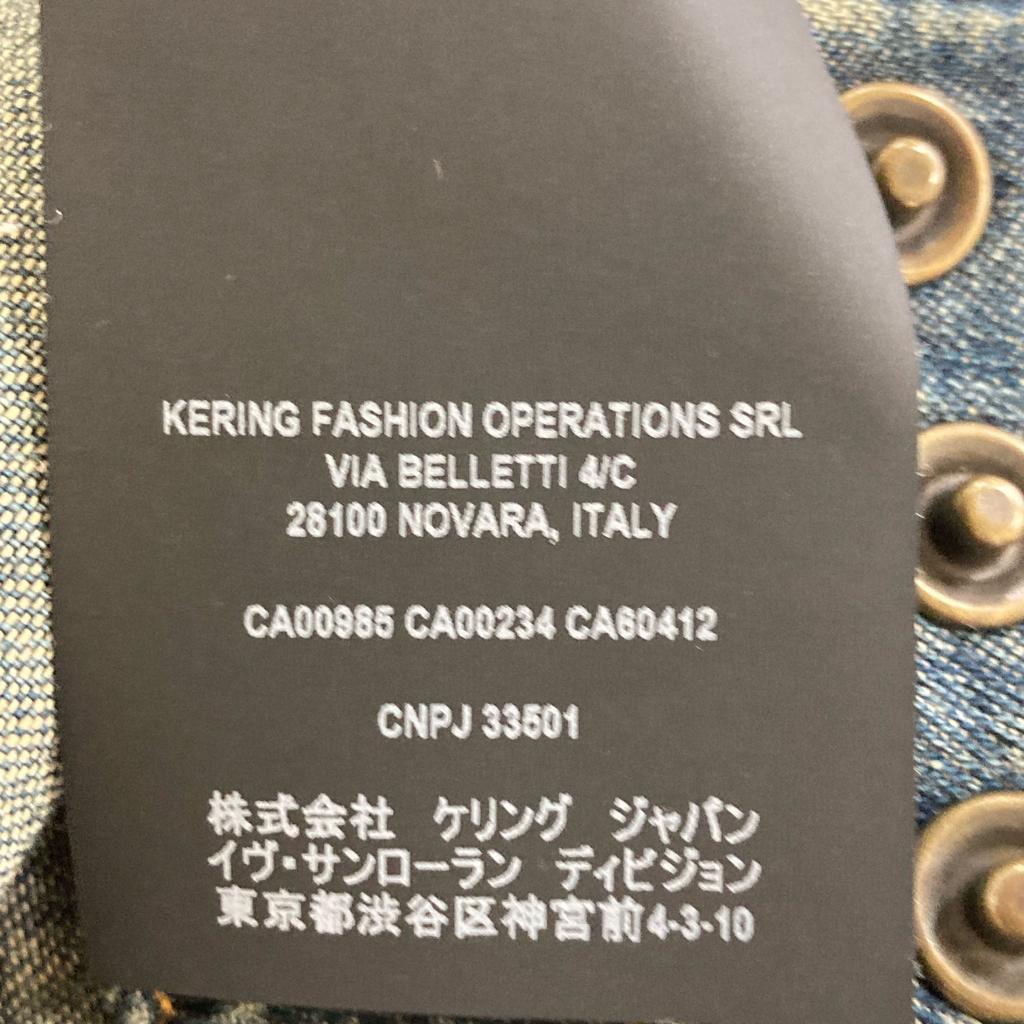 KERING FASHION OPERATIONS SRL
VIA BELLETTI 4/C
28100 NOVARA, ITALY
CA00985 CA00234 CA60412
CNPJ 33501
株式会社 ケリング ジャパン
イヴ・サンローラン ディビジョン
東京都渋谷区神宮前4-3-10